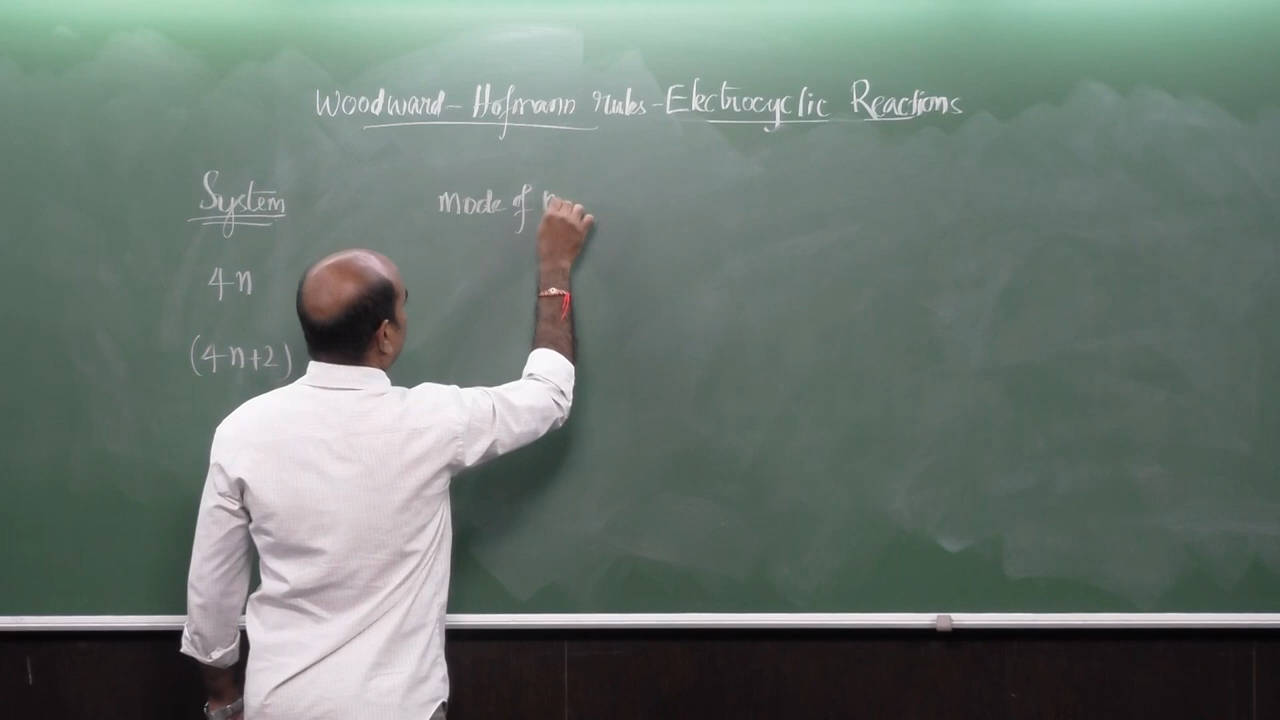 Woodward-Hofmann rules-Electrocyclic Reactions
System
Mode of
4n
(4n+2)